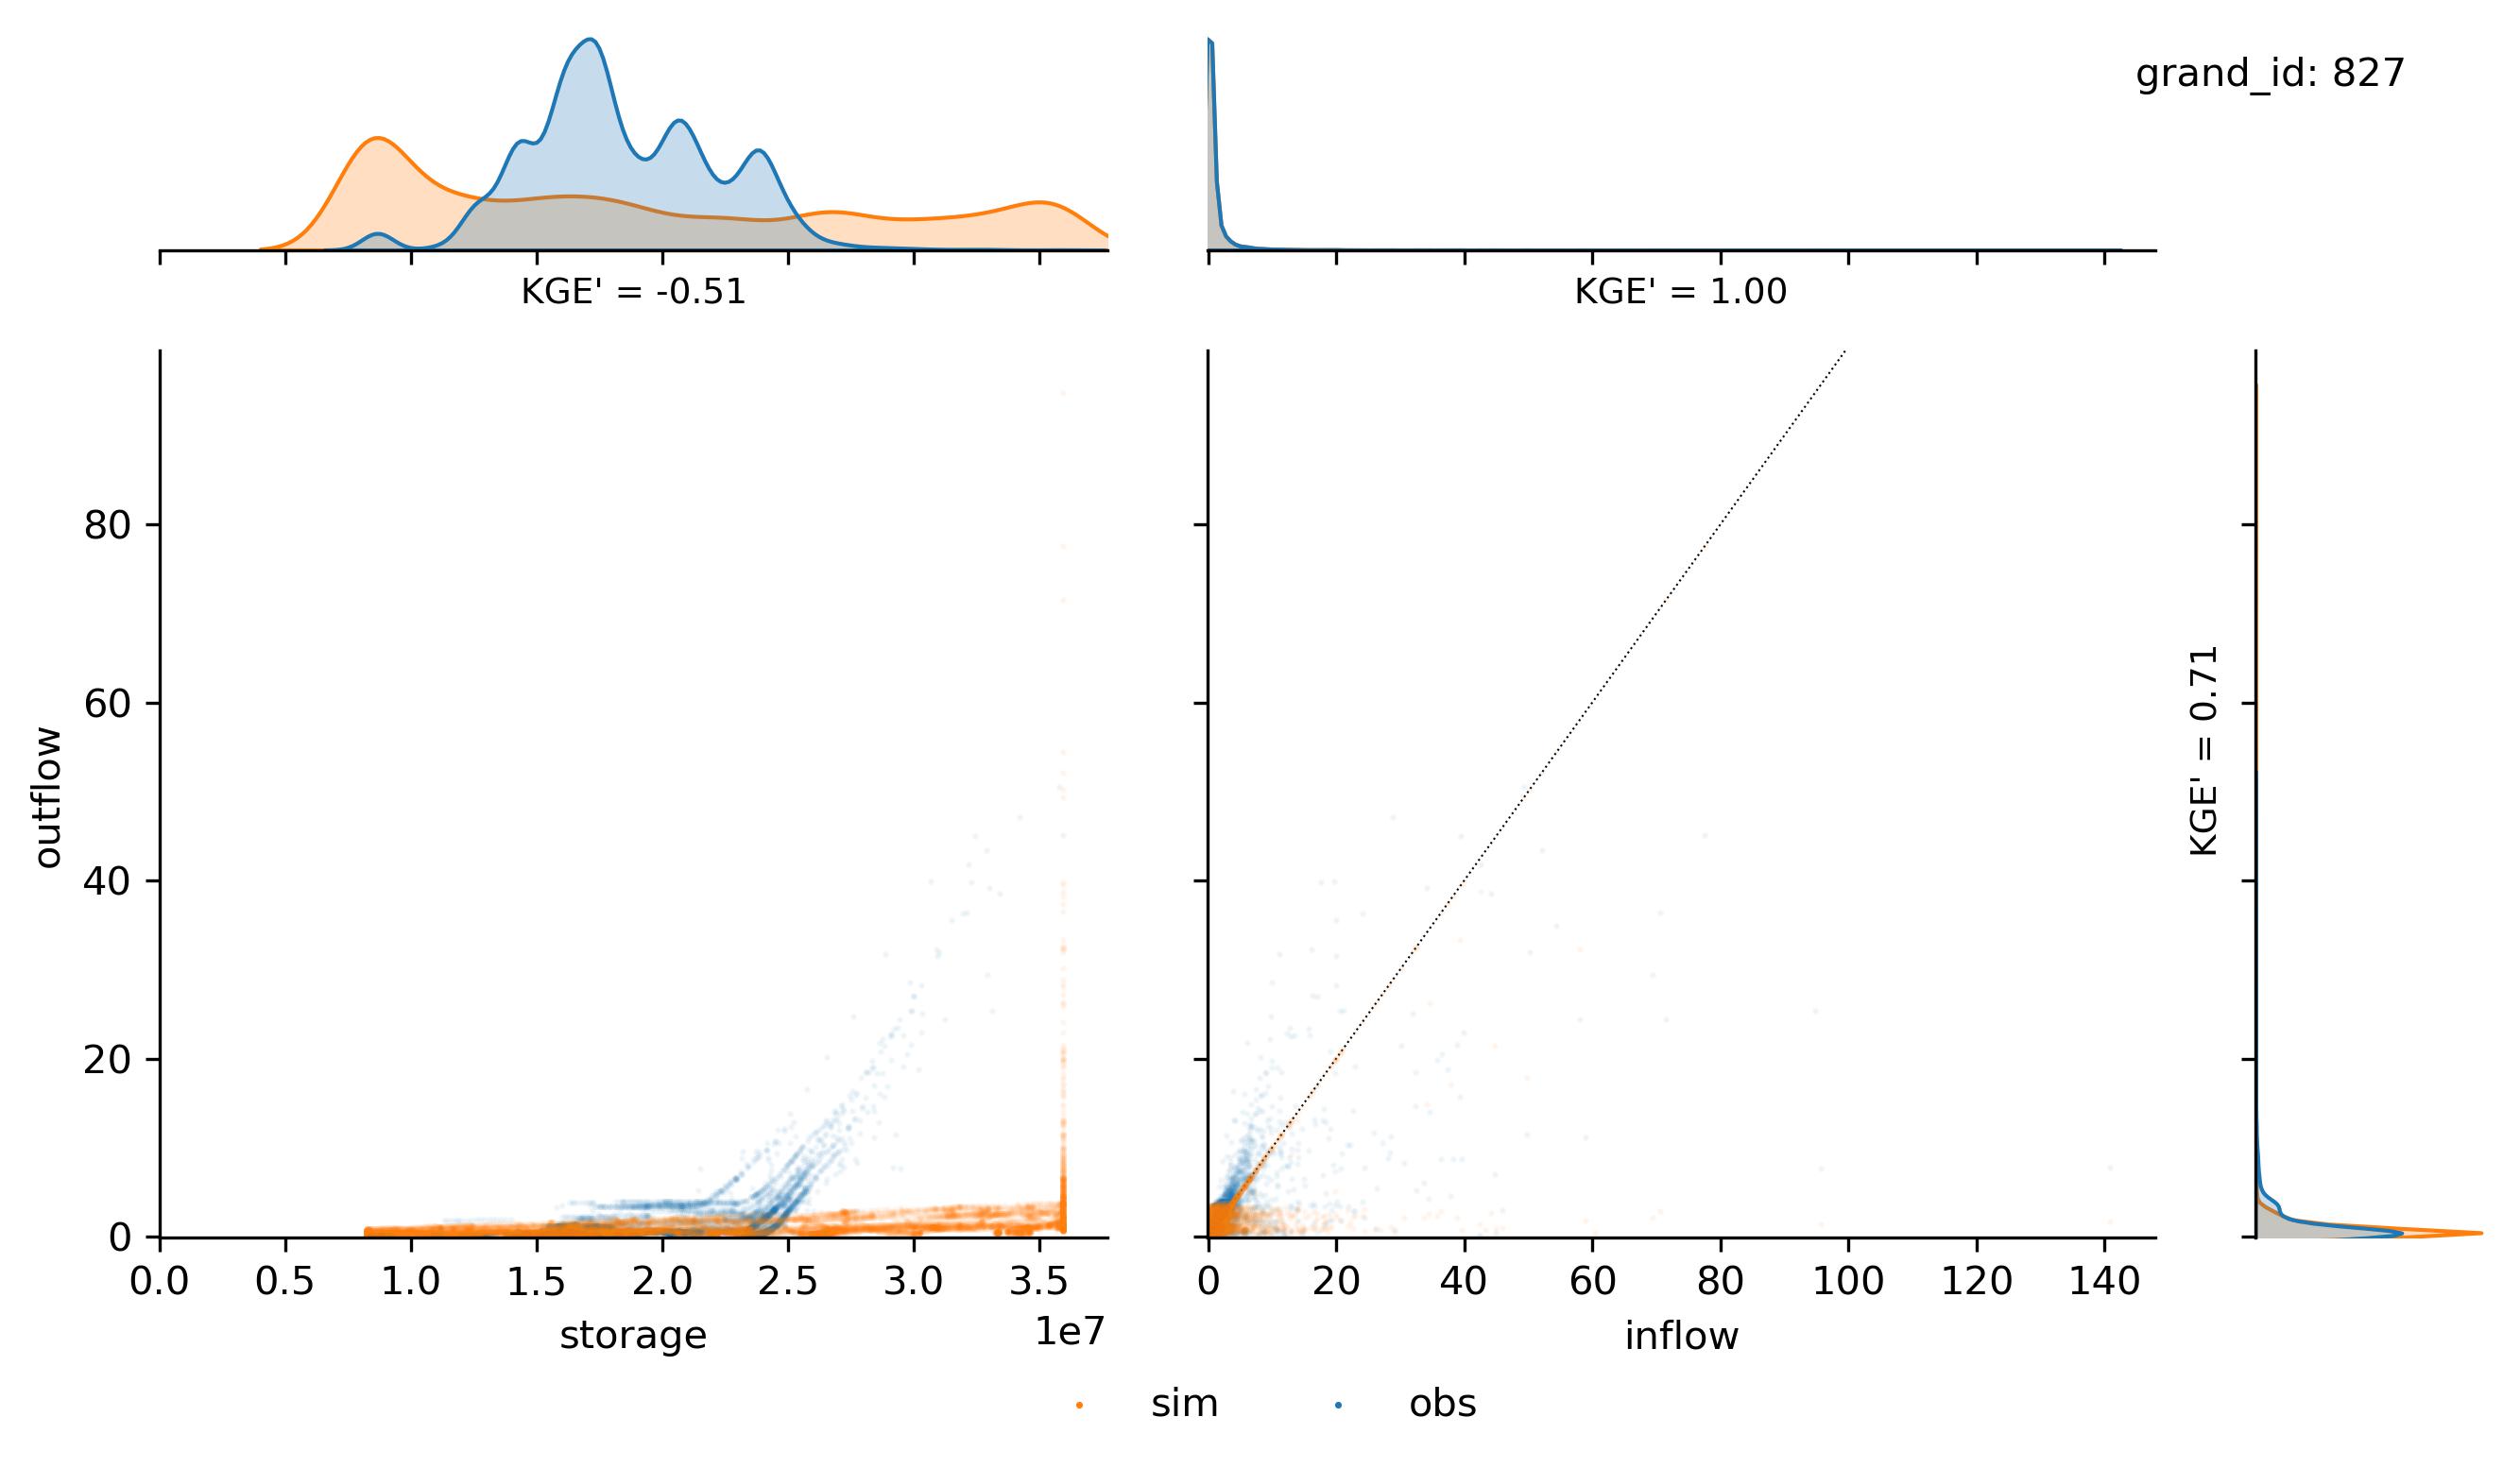 grand_id: 827
KGE' = -0.51
KGE' = 1.00
outflow
80
60
40
20
0
KGE' = 0.71
0.0 0.5 1.0 1.5 2.0 2.5 3.0 3.5
1e7
storage
0 20 40 60 80 100 120 140
inflow
sim obs